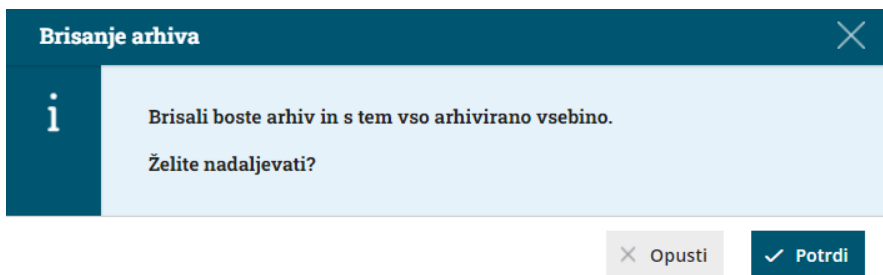 Brisanje arhiva
i
Brisali boste arhiv in s tem vso arhivirano vsebino.
Želite nadaljevati?
Opusti
Potrdi